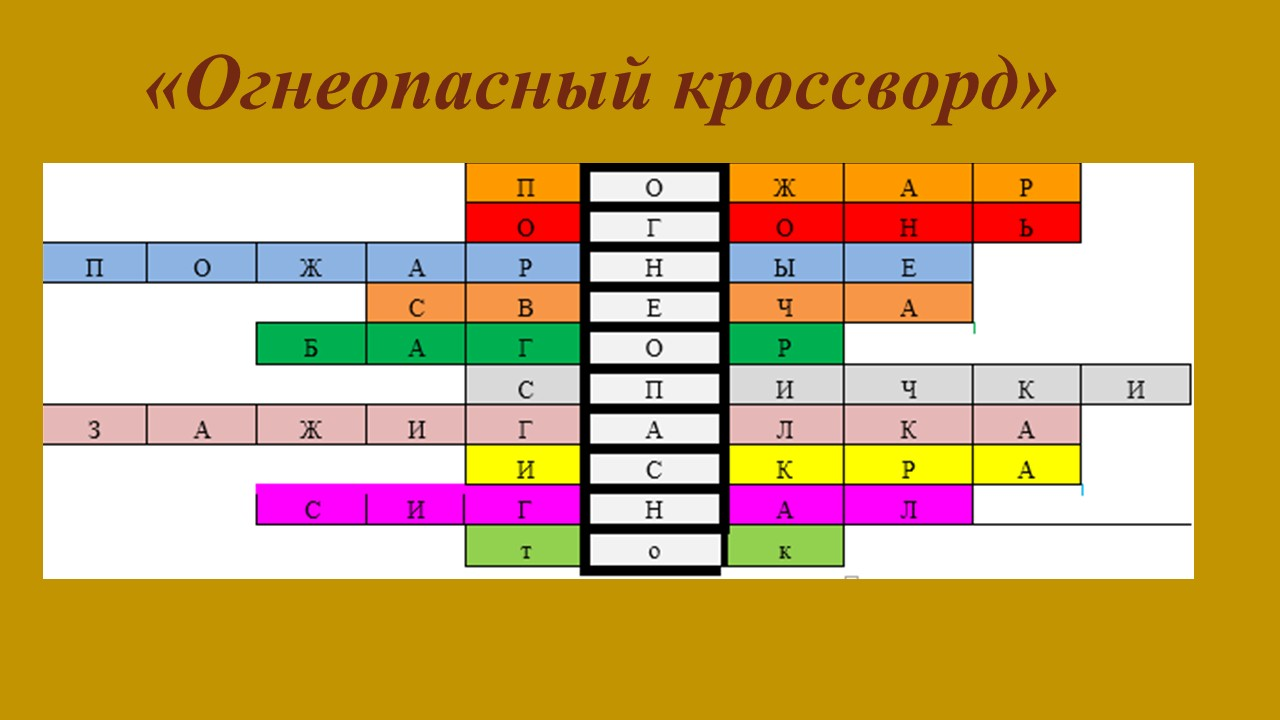 «Огнеопасный кроссворд»
П О Ж А Р
О Г О Н Ь
П О Ж А Р Н Ы Е
С В Е Ч А
Б А Г О Р
С П И Ч К И
З А Ж И Г А Л К А
И С К Р А
С И Г Н А Л
т о к